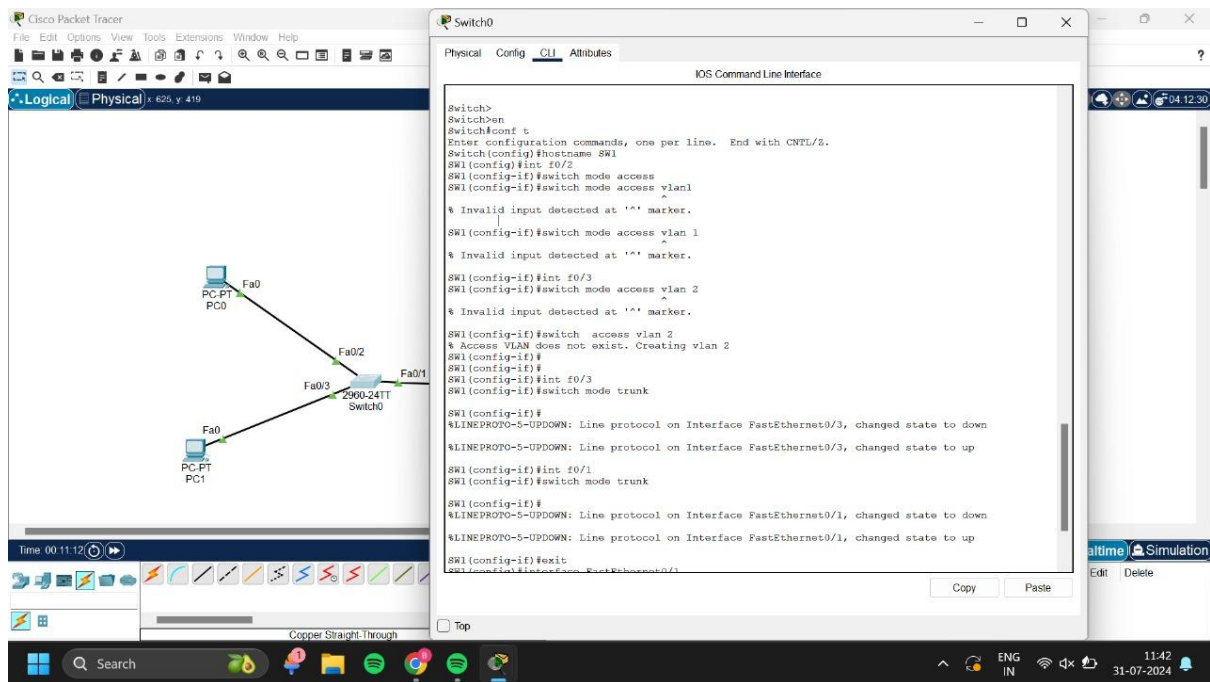 Cisco Packet Tracer
File Edit Options View Tools Extensions Window Help
?
Logical Physical x: 625, y: 419
04:12:30
PC-PT
PC0
Fa0
Fa0/2
Fa0/1
Fa0/3
2960-24TT
Switch0
Fa0
PC-PT
PC1
Switch0
Physical Config CLI Attributes
IOS Command Line Interface
Switch>
Switch>en
Switch#conf t
Enter configuration commands, one per line. End with CNTL/Z.
Switch(config)#hostname SW1
SW1(config)#int f0/2
SW1(config-if)#switch mode access
SW1(config-if)#switch mode access vlan1
^
% Invalid input detected at '^' marker.
SW1(config-if)#switch mode access vlan 1
^
% Invalid input detected at '^' marker.
SW1(config-if)#int f0/3
SW1(config-if)#switch mode access vlan 2
^
% Invalid input detected at '^' marker.
SW1(config-if)#switch access vlan 2
% Access VLAN does not exist. Creating vlan 2
SW1(config-if)#
SW1(config-if)#
SW1(config-if)#int f0/3
SW1(config-if)#switch mode trunk
SW1(config-if)#
%LINEPROTO-5-UPDOWN: Line protocol on Interface FastEthernet0/3, changed state to down
%LINEPROTO-5-UPDOWN: Line protocol on Interface FastEthernet0/3, changed state to up
SW1(config-if)#int f0/1
SW1(config-if)#switch mode trunk
SW1(config-if)#
%LINEPROTO-5-UPDOWN: Line protocol on Interface FastEthernet0/1, changed state to down
%LINEPROTO-5-UPDOWN: Line protocol on Interface FastEthernet0/1, changed state to up
SW1(config-if)#exit
SW1(config)#interface FastEthernet0/1
Copy Paste
Top
Time: 00:11:12
altime Simulation
Edit Delete
Copper Straight-Through
Search
1
ENG
IN
11:42
31-07-2024